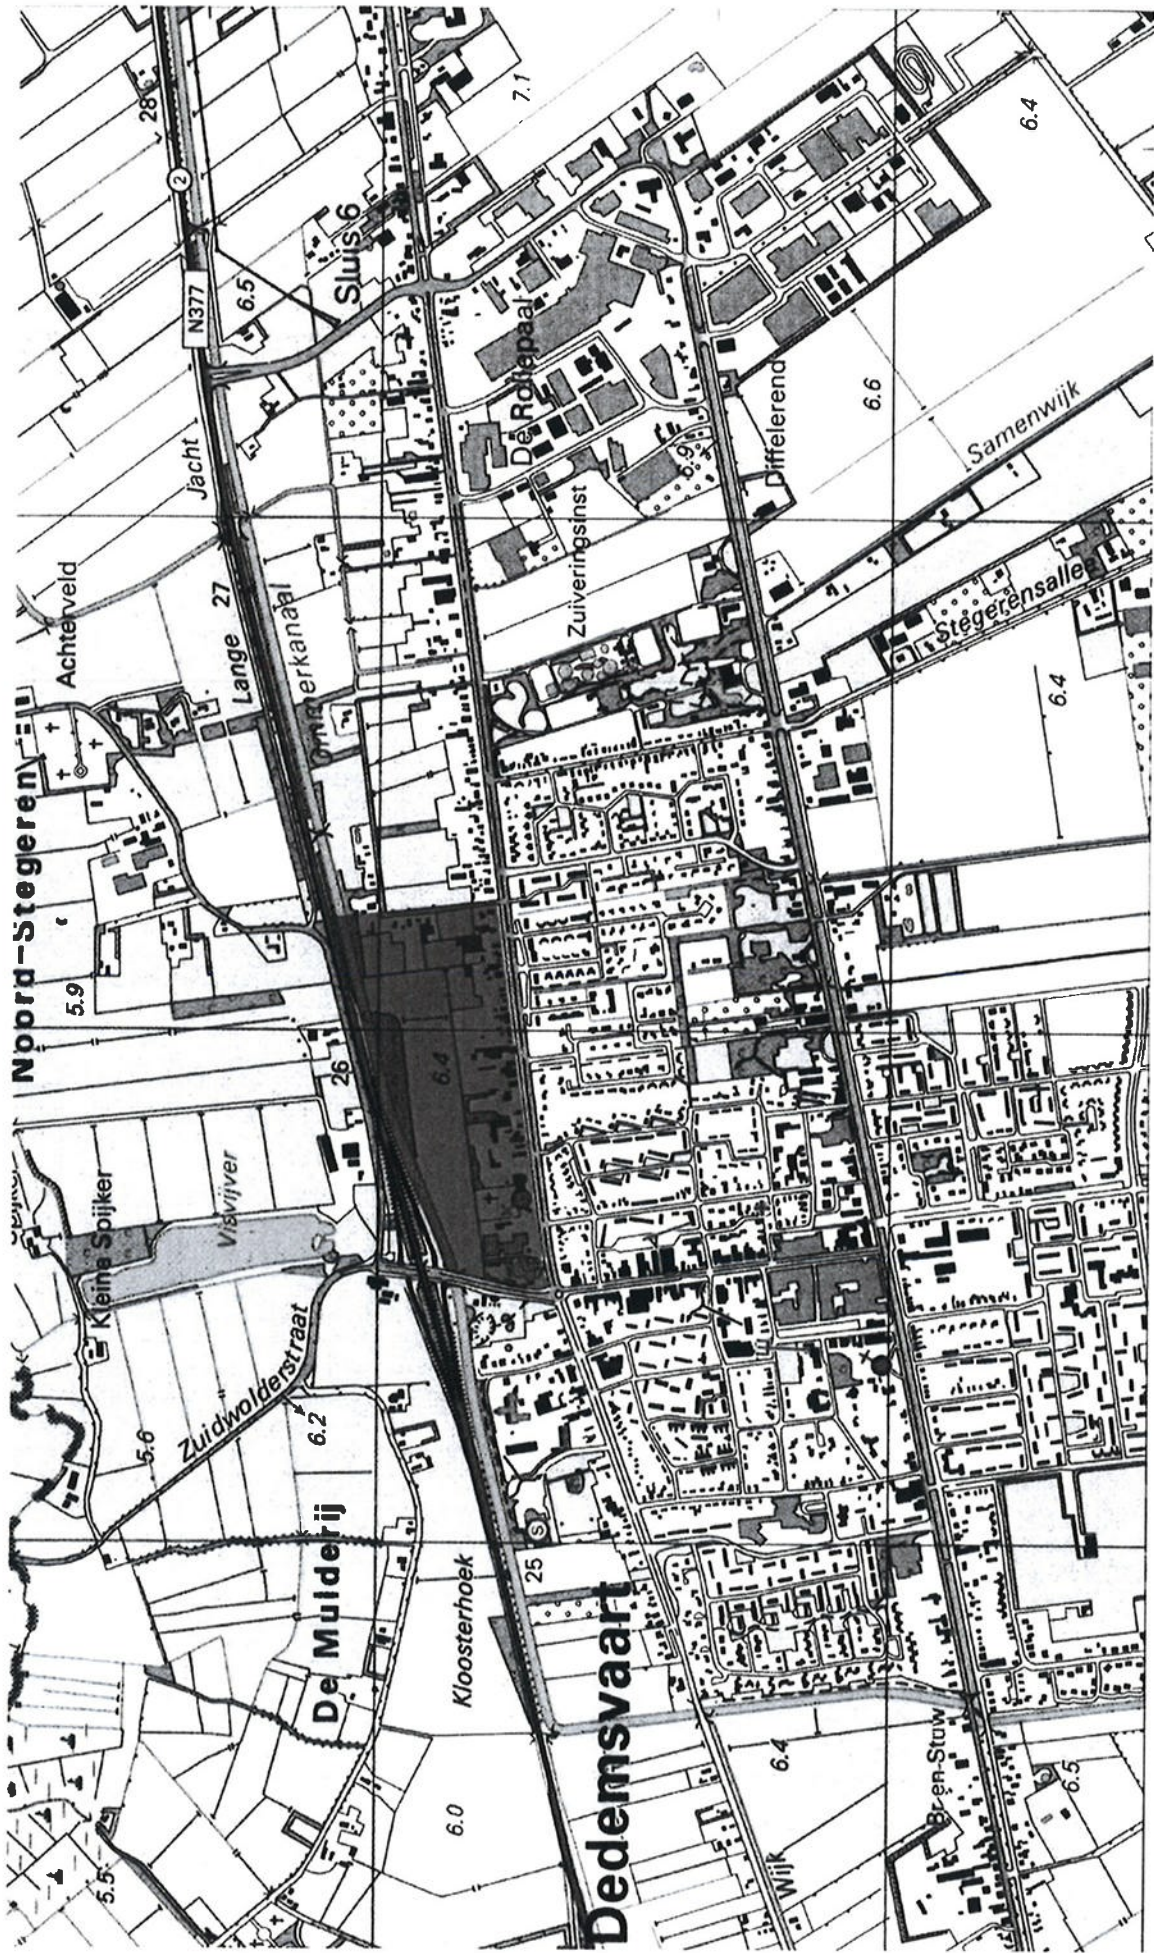 Noord-Stegeren
Achterveld
Jacht
N377
2
28
6.5
Sluis 6
7.1
6.4
De Rollepaal
Zuiveringsinst
6.9
Diffelerend
6.6
Samenwijk
Stegerensallee
6.4
27
Lange
Ommerkanaal
5.9
26
6.4
Visvijver
Kleine Spijker
Zuidwolderstraat
5.6
6.2
De Mulderij
Kloosterhoek
25
S
Dedemsvaart
6.0
5.5
Wijk
6.4
Br en Stuw
6.5